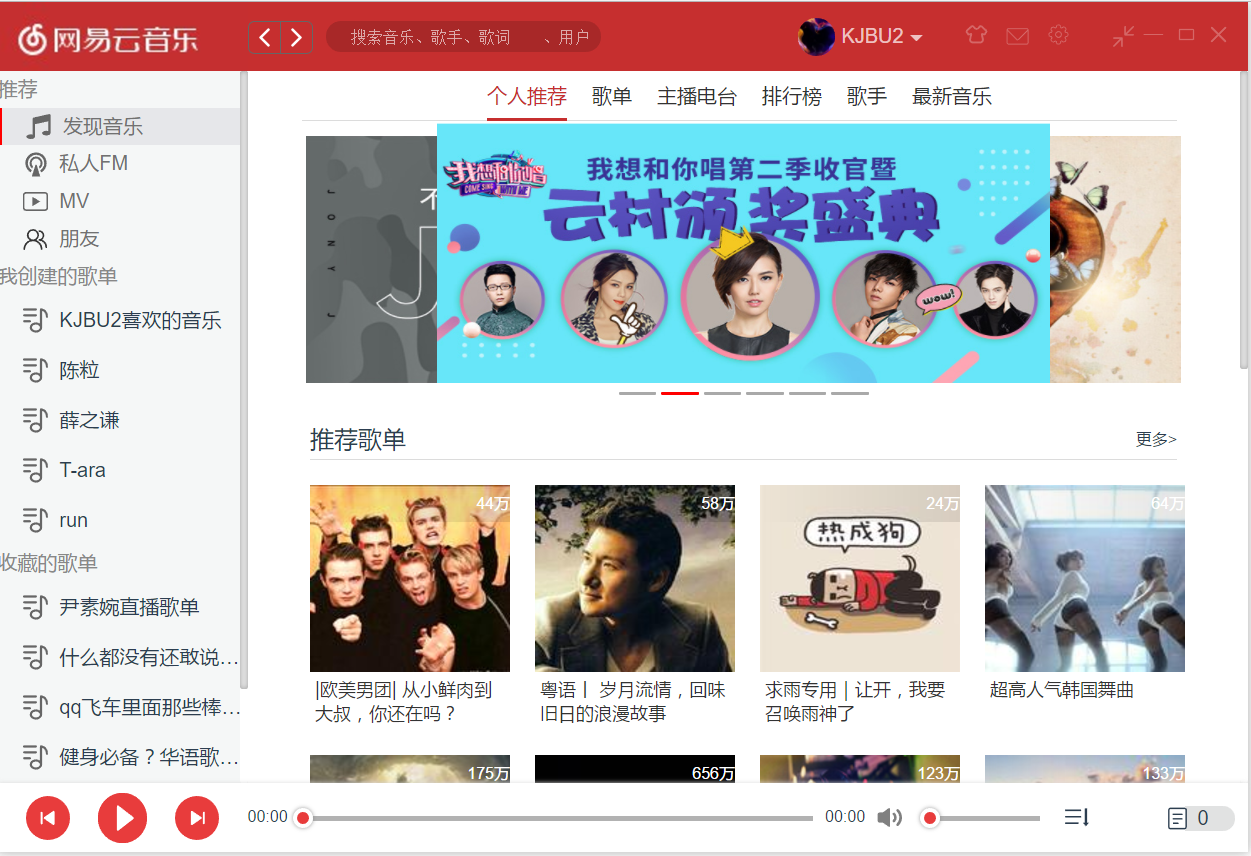 网易云音乐
搜索音乐、歌手、歌词 、用户
KJBU2
推荐
发现音乐
私人FM
MV
朋友
我创建的歌单
KJBU2喜欢的音乐
陈粒
薛之谦
T-ara
run
收藏的歌单
尹素婉直播歌单
什么都没有还敢说…
qq飞车里面那些棒…
健身必备？华语歌…
个人推荐 歌单 主播电台 排行榜 歌手 最新音乐
JONY J
不
J
我想和你唱
COME SING WITH ME
我想和你唱第二季收官暨
云村颁奖盛典
wow!
推荐歌单
更多>
44万
58万
24万
64万
热成狗
|欧美男团| 从小鲜肉到
大叔，你还在吗？
粤语丨 岁月流情，回味
旧日的浪漫故事
求雨专用 | 让开，我要
召唤雨神了
超高人气韩国舞曲
175万
656万
123万
133万
00:00
00:00
0